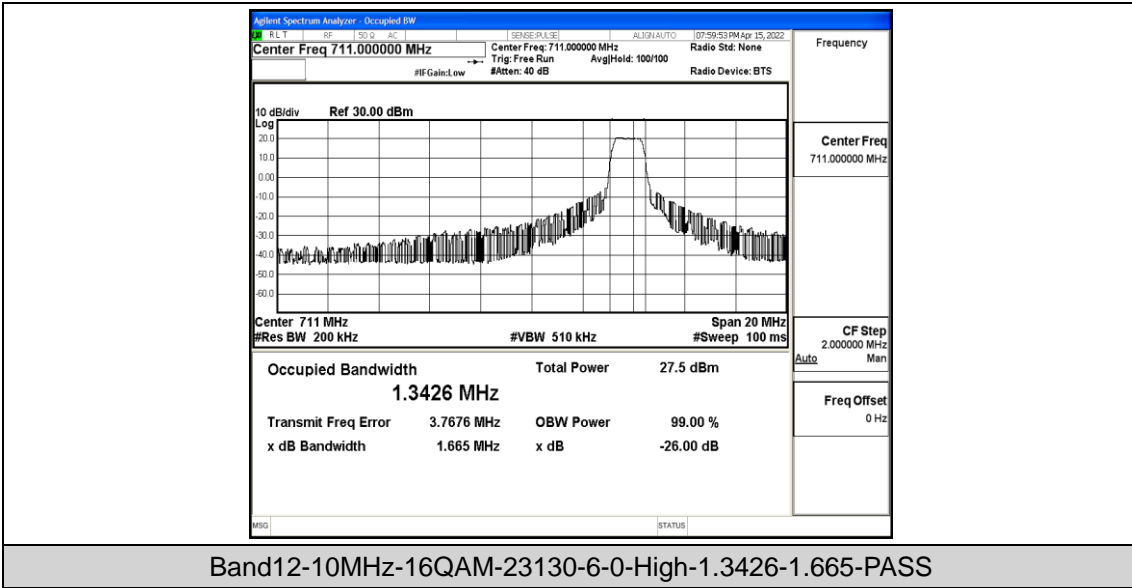 Agilent Spectrum Analyzer - Occupied BW
RLT RF 50 Ω AC SENSE:PULSE ALIGN AUTO 07:59:53 PM Apr 15, 2022
Center Freq 711.000000 MHz
Center Freq: 711.000000 MHz
Radio Std: None
Trig: Free Run Avg|Hold: 100/100
#IFGain:Low
#Atten: 40 dB
Radio Device: BTS
Frequency
10 dB/div Ref 30.00 dBm
Log
20.0
10.0
0.00
-10.0
-20.0
-30.0
-40.0
-50.0
-60.0
Center 711 MHz Span 20 MHz
#Res BW 200 kHz #VBW 510 kHz #Sweep 100 ms
Center Freq
711.000000 MHz
CF Step
2.000000 MHz
Auto Man
Freq Offset
0 Hz
Occupied Bandwidth Total Power 27.5 dBm
1.3426 MHz
Transmit Freq Error 3.7676 MHz OBW Power 99.00 %
x dB Bandwidth 1.665 MHz x dB -26.00 dB
MSG STATUS
Band12-10MHz-16QAM-23130-6-0-High-1.3426-1.665-PASS